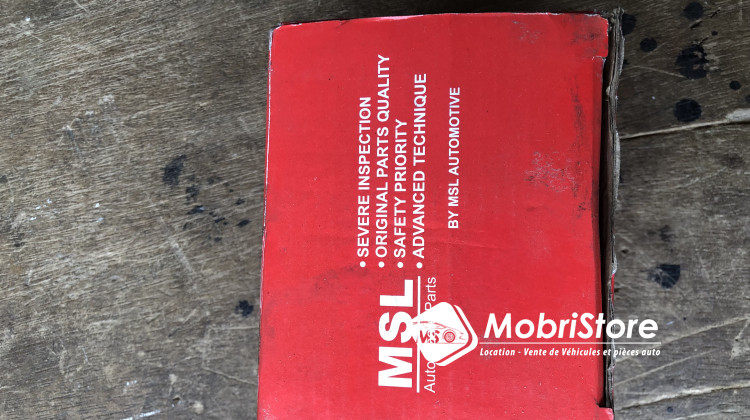 MSL
Auto Parts
• SEVERE INSPECTION
• ORIGINAL PARTS QUALITY
• SAFETY PRIORITY
• ADVANCED TECHNIQUE
BY MSL AUTOMOTIVE
MobriStore
Location - Vente de Véhicules et pièces auto